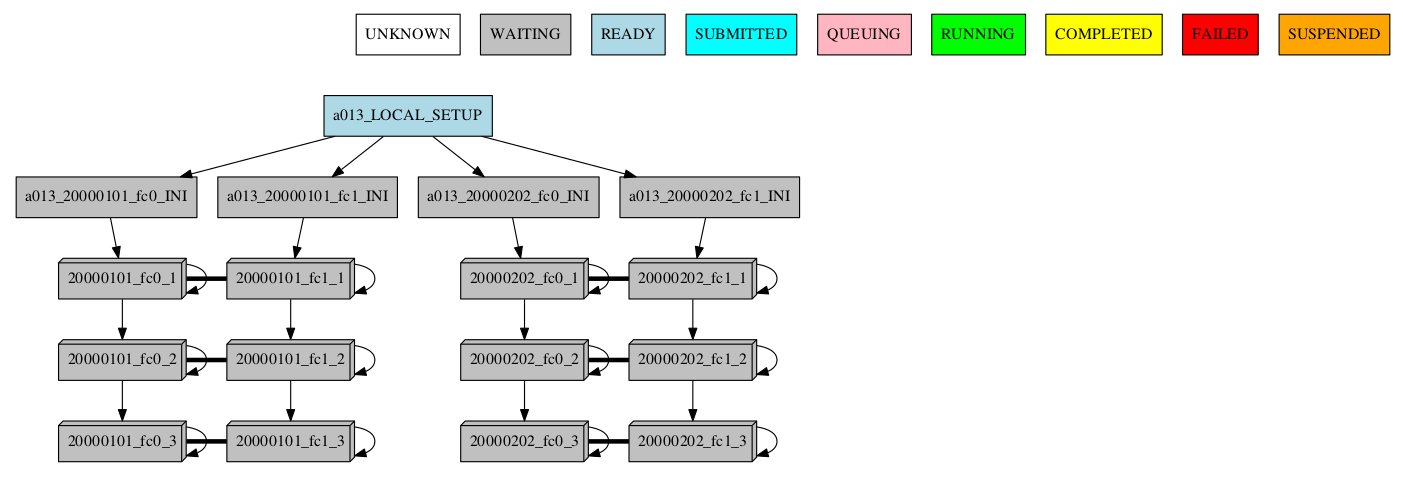 UNKNOWN WAITING READY SUBMITTED QUEUING RUNNING COMPLETED FAILED SUSPENDED
a013_LOCAL_SETUP
a013_20000101_fc0_INI a013_20000101_fc1_INI a013_20000202_fc0_INI a013_20000202_fc1_INI
20000101_fc0_1 20000101_fc1_1 20000202_fc0_1 20000202_fc1_1
20000101_fc0_2 20000101_fc1_2 20000202_fc0_2 20000202_fc1_2
20000101_fc0_3 20000101_fc1_3 20000202_fc0_3 20000202_fc1_3